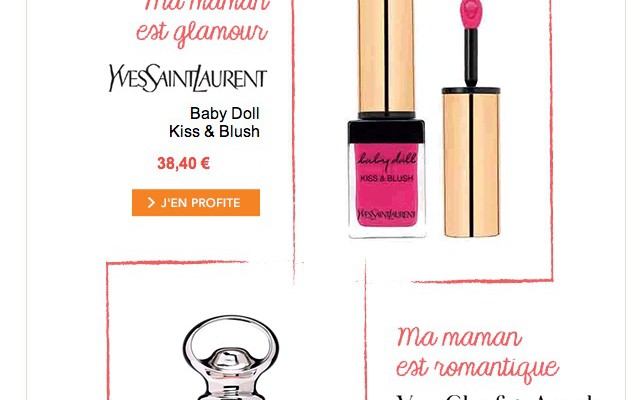 Ma maman
est glamour
YVESSAINTLAURENT
Baby Doll
Kiss & Blush
38,40 €
J'EN PROFITE
baby doll
KISS & BLUSH
YVESSAINTLAURENT
Ma maman
est romantique